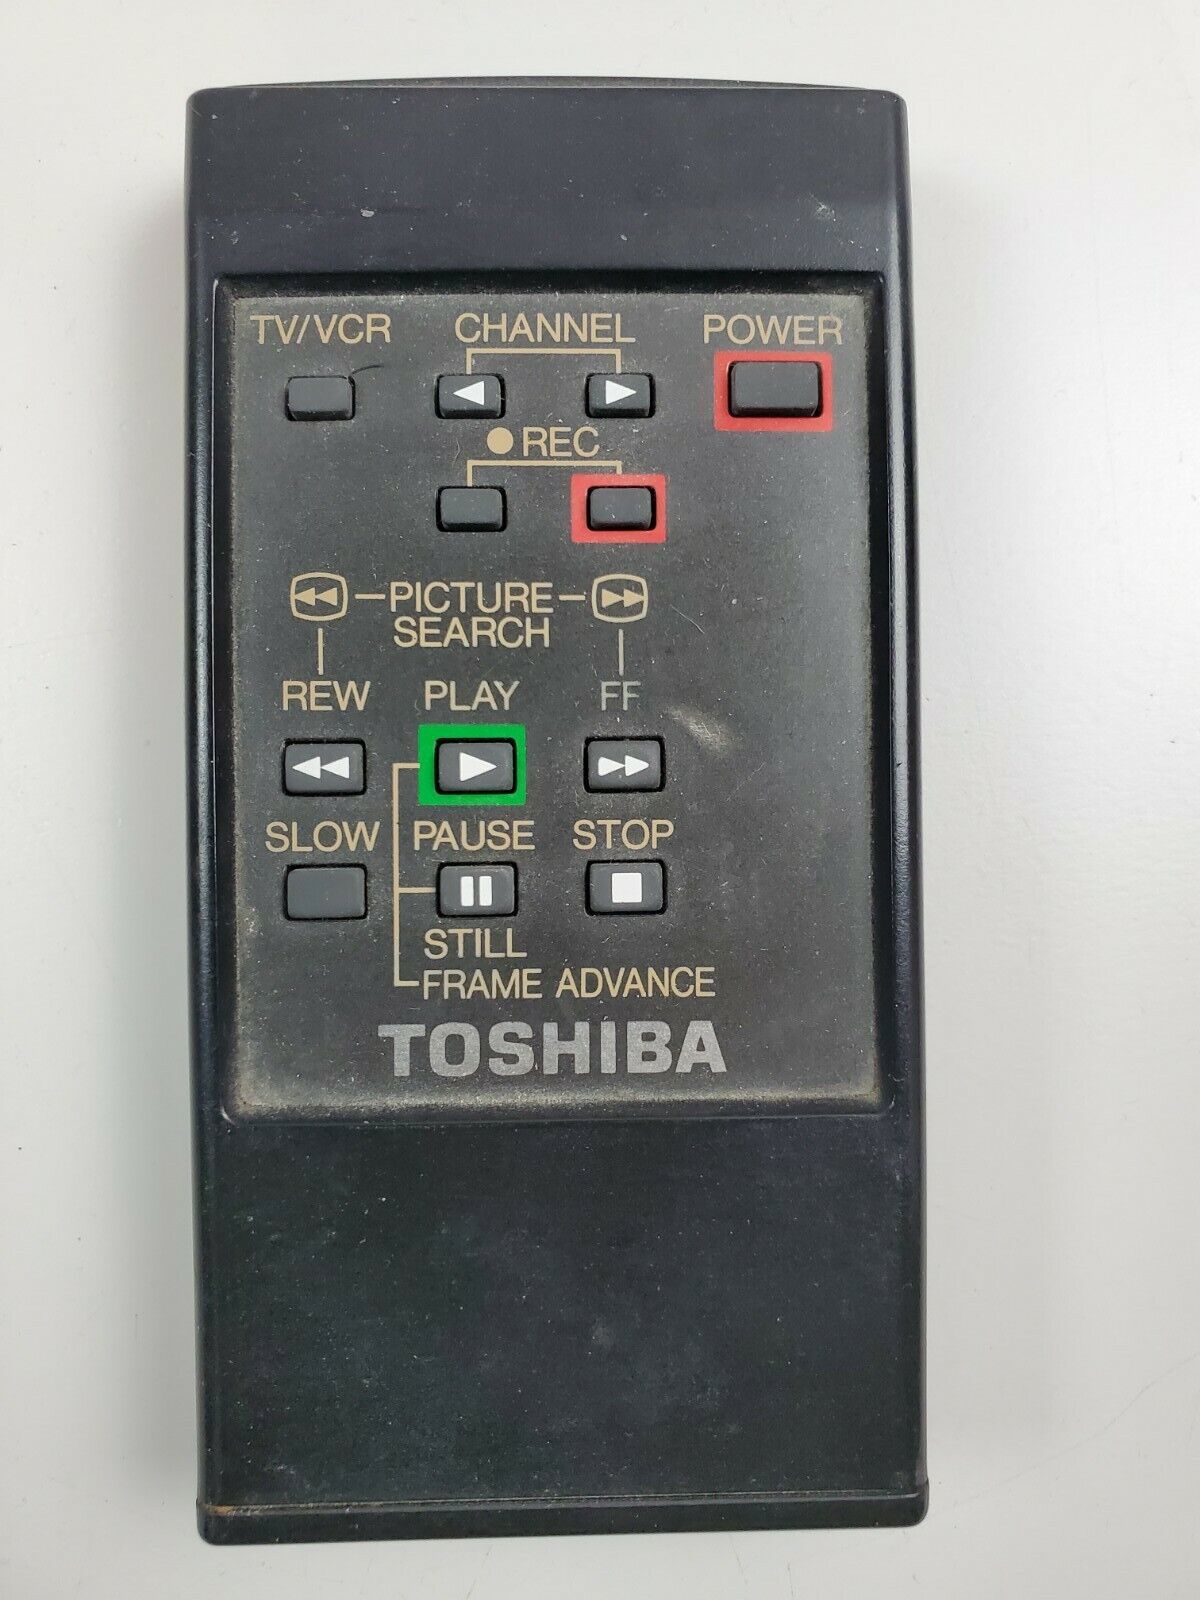 TV/VCR CHANNEL POWER
REC
PICTURE
SEARCH
REW PLAY FF
SLOW PAUSE STOP
STILL
FRAME ADVANCE
TOSHIBA